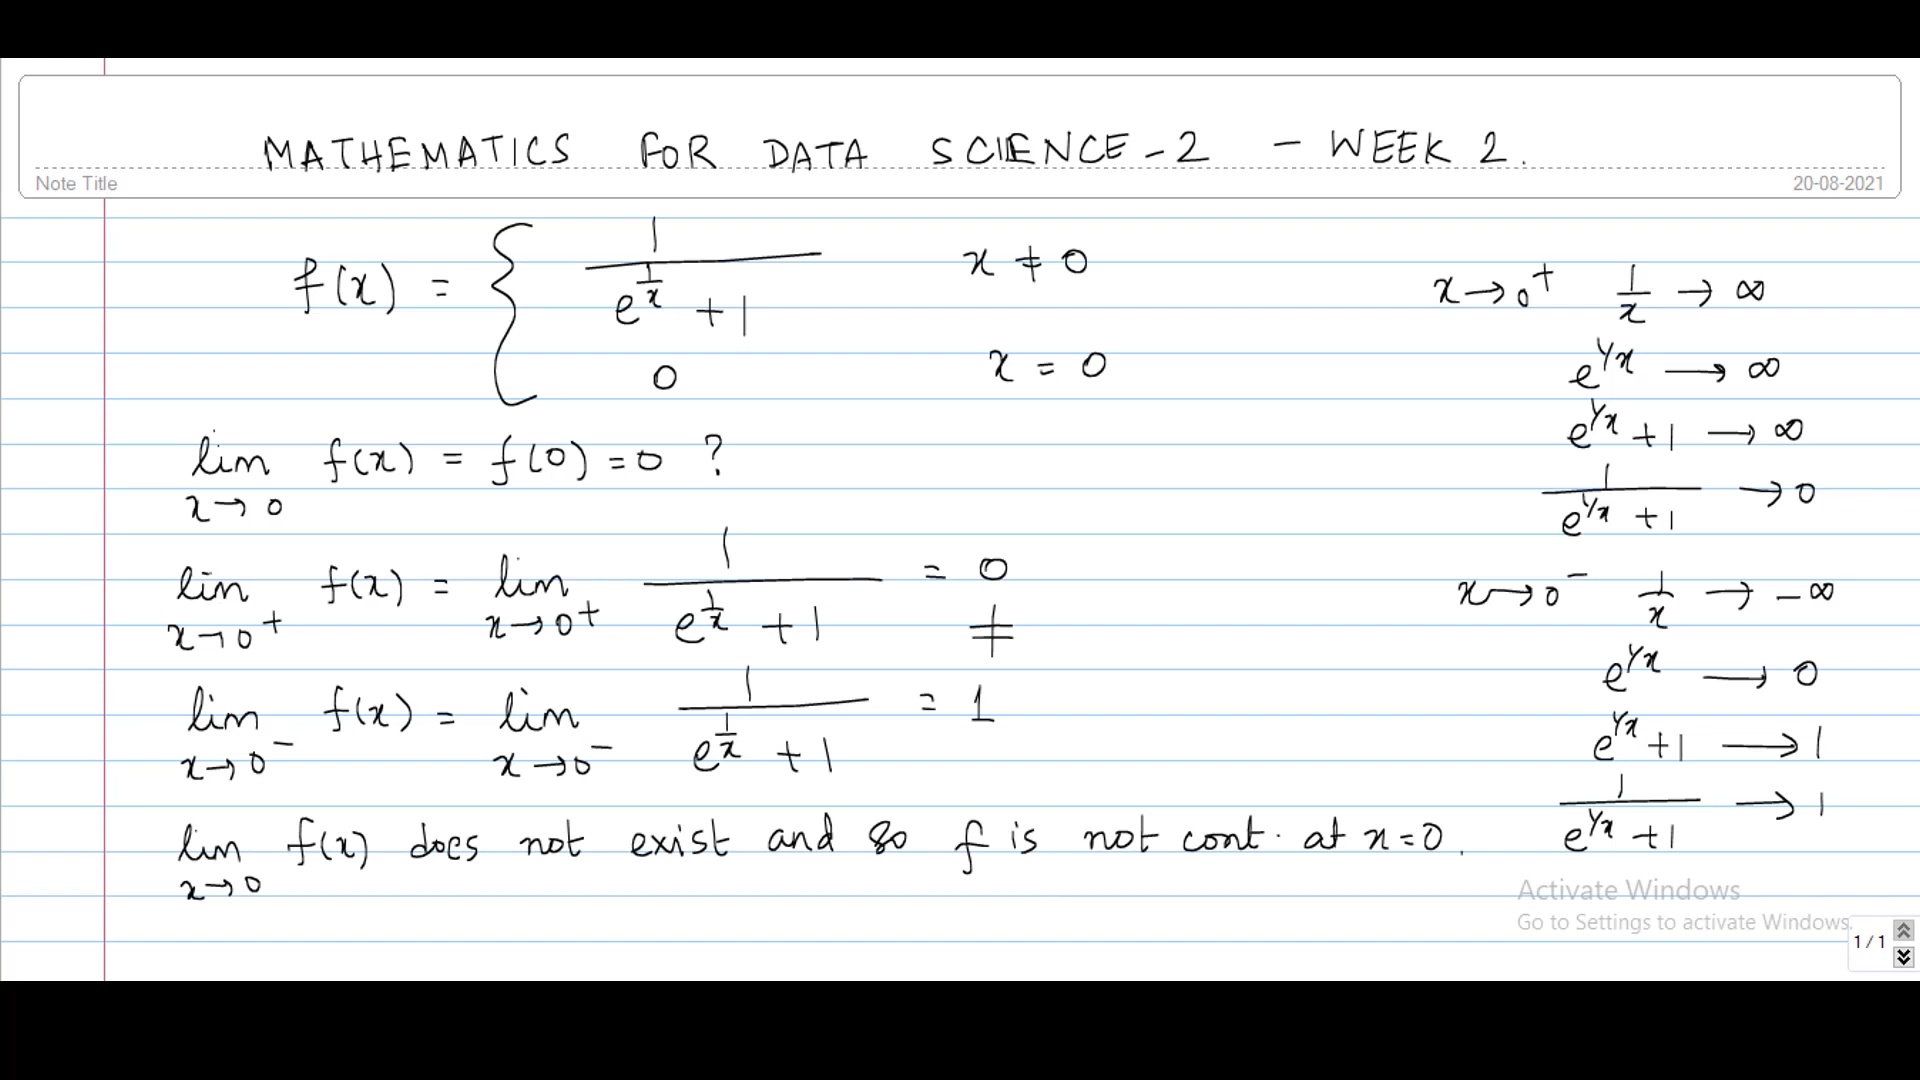 MATHEMATICS FOR DATA SCIENCE - 2 - WEEK 2.
Note Title
20-08-2021
f(x) = { 1/(e^(1/x) + 1) x ≠ 0
0 x = 0
lim x→0 f(x) = f(0) = 0 ?
lim x→0+ f(x) = lim x→0+ 1/(e^(1/x) + 1) = 0
≠
lim x→0- f(x) = lim x→0- 1/(e^(1/x) + 1) = 1
lim x→0 f(x) does not exist and so f is not cont. at x=0.
x→0+ 1/x → ∞
e^(1/x) → ∞
e^(1/x) + 1 → ∞
1/(e^(1/x) + 1) → 0
x→0- 1/x → -∞
e^(1/x) → 0
e^(1/x) + 1 → 1
1/(e^(1/x) + 1) → 1
Activate Windows
Go to Settings to activate Windows.
1 / 1